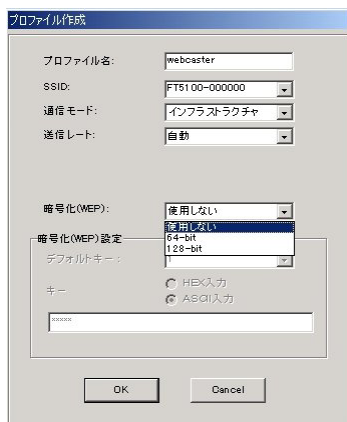 プロファイル作成
プロファイル名: webcaster
SSID: FT5100-000000
通信モード: インフラストラクチャ
送信レート: 自動
暗号化(WEP): 使用しない
使用しない
64-bit
128-bit
暗号化(WEP)設定
デフォルトキー: 1
キー
HEX入力
ASCII入力
*****
OK Cancel